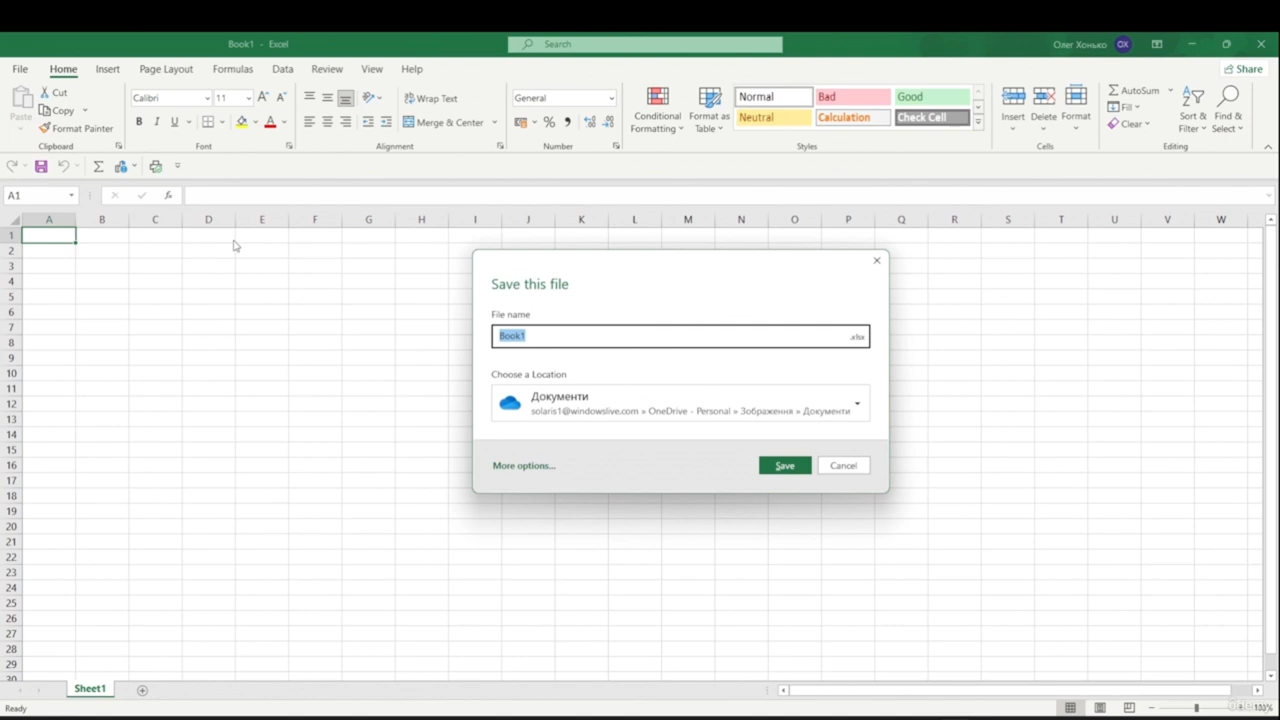 Book1 - Excel
Search
Олег Хонько
ОХ
File Home Insert Page Layout Formulas Data Review View Help
Share
Paste
Cut
Copy
Format Painter
Clipboard
Calibri 11
B I U
Font
Wrap Text
Merge & Center
Alignment
General
Number
Conditional Formatting
Format as Table
Normal Bad Good
Neutral Calculation Check Cell
Styles
Insert Delete Format
Cells
AutoSum
Fill
Clear
Sort & Filter
Find & Select
Editing
A1
fx
A B C D E F G H I J K L M N O P Q R S T U V W
1
2
3
4
5
6
7
8
9
10
11
12
13
14
15
16
17
18
19
20
21
22
23
24
25
26
27
28
29
30
Save this file
File name
Book1 .xlsx
Choose a Location
Документи
solaris1@windowslive.com » OneDrive - Personal » Зображення » Документи
More options...
Save Cancel
Sheet1
Ready